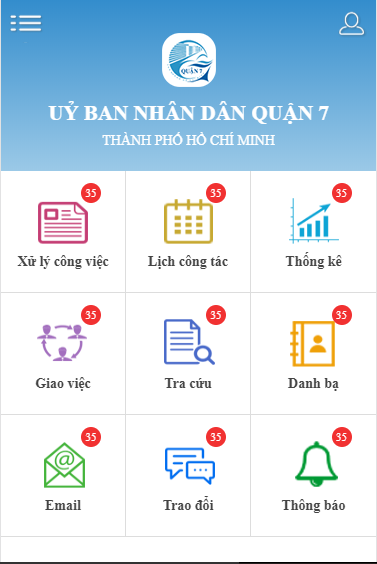 QUẬN 7
UỶ BAN NHÂN DÂN QUẬN 7
THÀNH PHỐ HỒ CHÍ MINH
35
35
35
Xử lý công việc
Lịch công tác
Thống kê
35
35
35
Giao việc
Tra cứu
Danh bạ
35
35
35
Email
Trao đổi
Thông báo